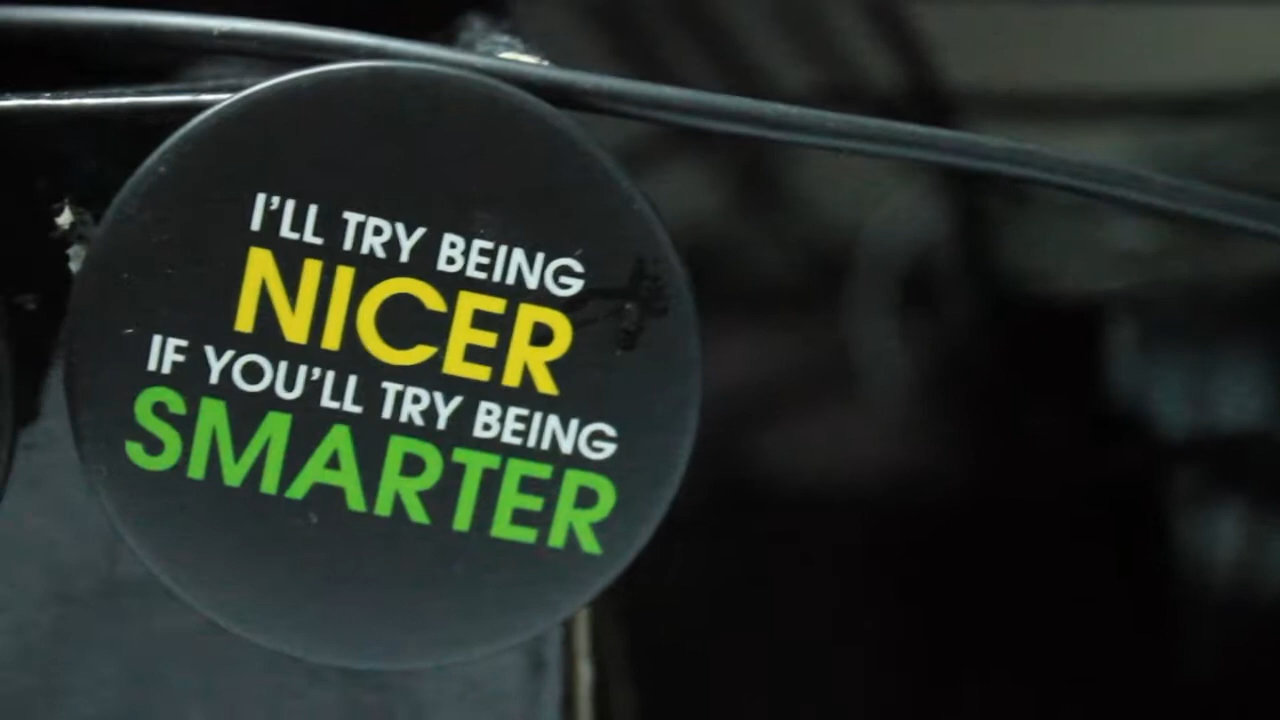 I'LL TRY BEING
NICER
IF YOU'LL TRY BEING
SMARTER